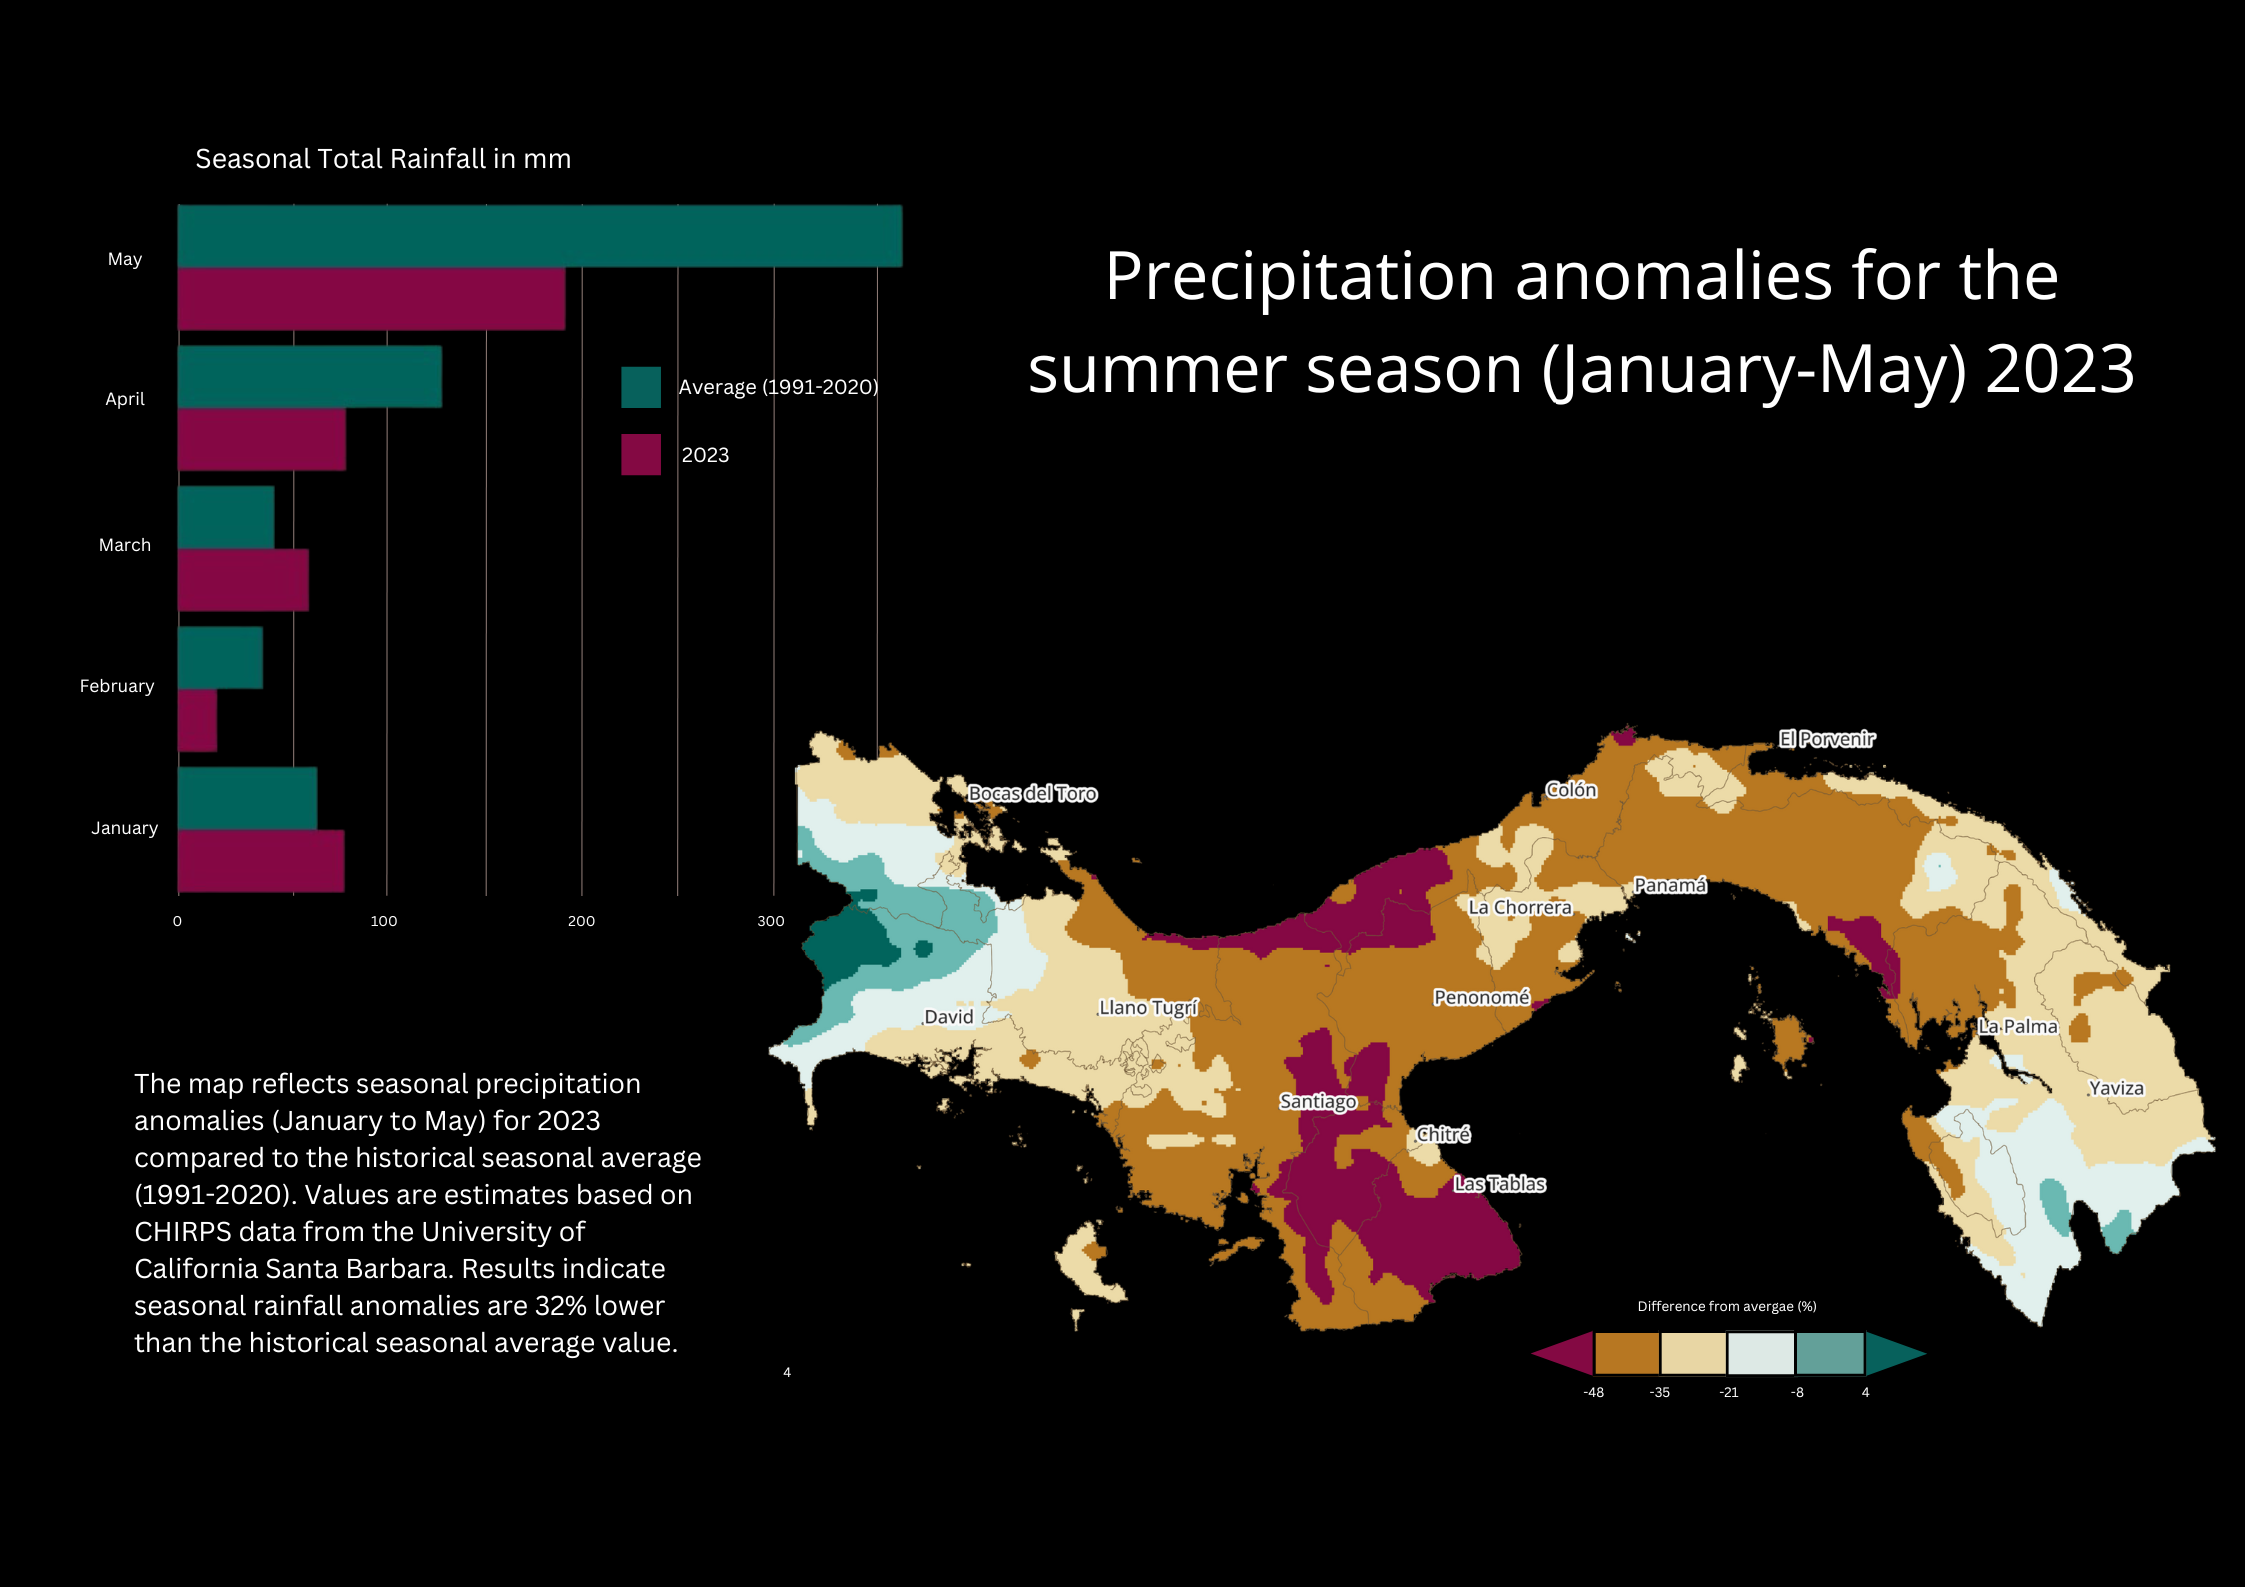 Seasonal Total Rainfall in mm
May
April
March
February
January
Average (1991-2020)
2023
0 100 200 300
Precipitation anomalies for the
summer season (January-May) 2023
El Porvenir
Colón
Bocas del Toro
Panamá
La Chorrera
Penonomé
Llano Tugrí
David
La Palma
Yaviza
Santiago
Chitré
Las Tablas
The map reflects seasonal precipitation
anomalies (January to May) for 2023
compared to the historical seasonal average
(1991-2020). Values are estimates based on
CHIRPS data from the University of
California Santa Barbara. Results indicate
seasonal rainfall anomalies are 32% lower
than the historical seasonal average value.
4
Difference from avergae (%)
-48 -35 -21 -8 4